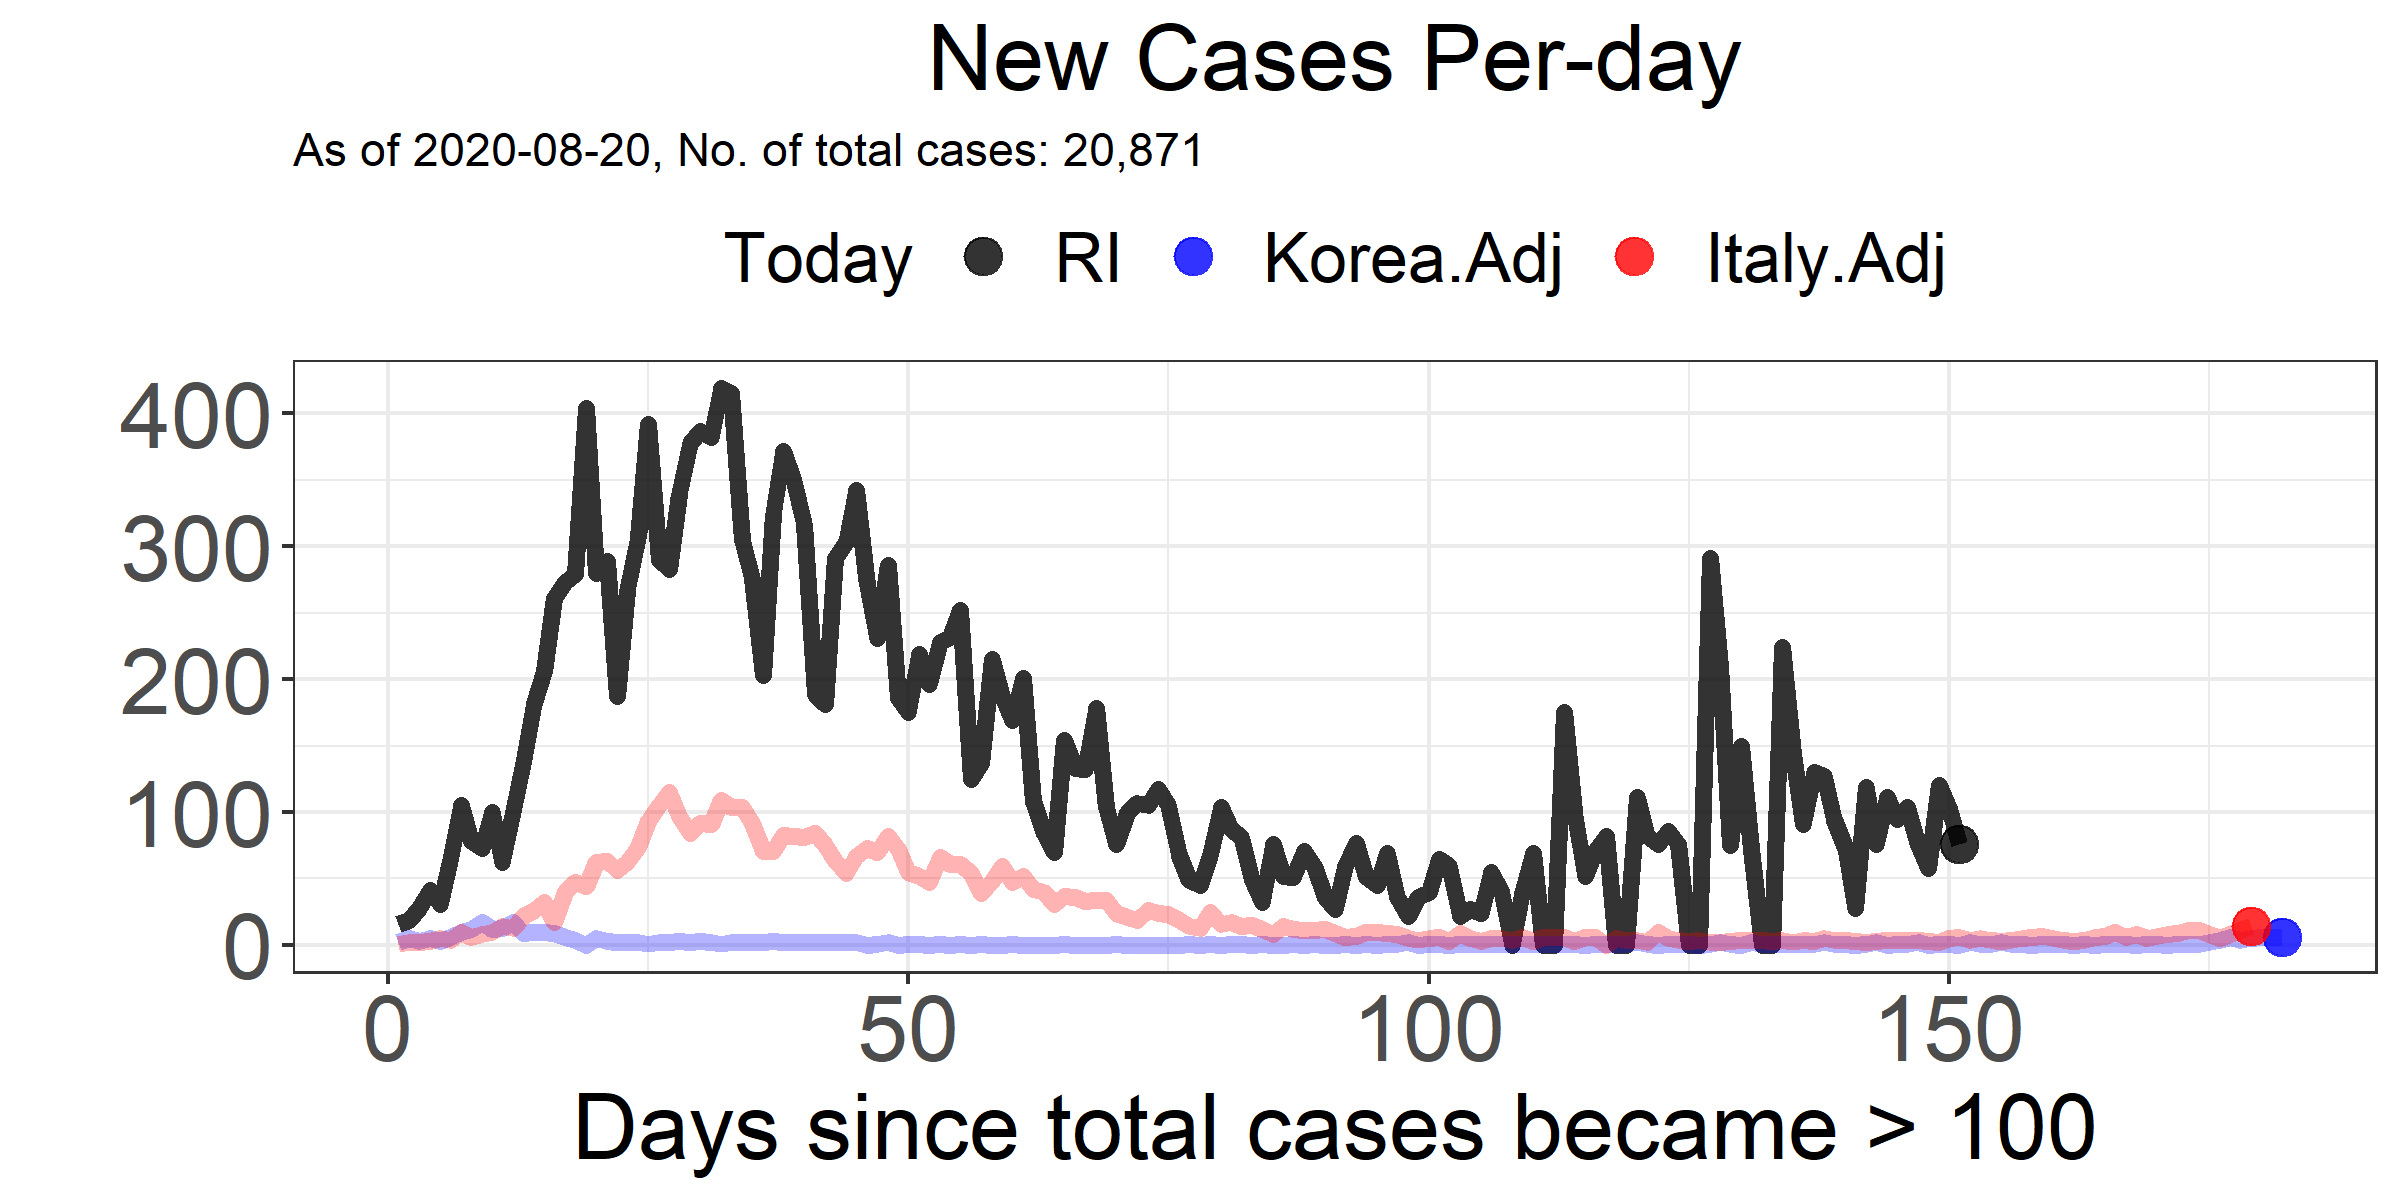 New Cases Per-day
As of 2020-08-20, No. of total cases: 20,871
Today RI Korea.Adj Italy.Adj
400
300
200
100
0
0 50 100 150
Days since total cases became > 100